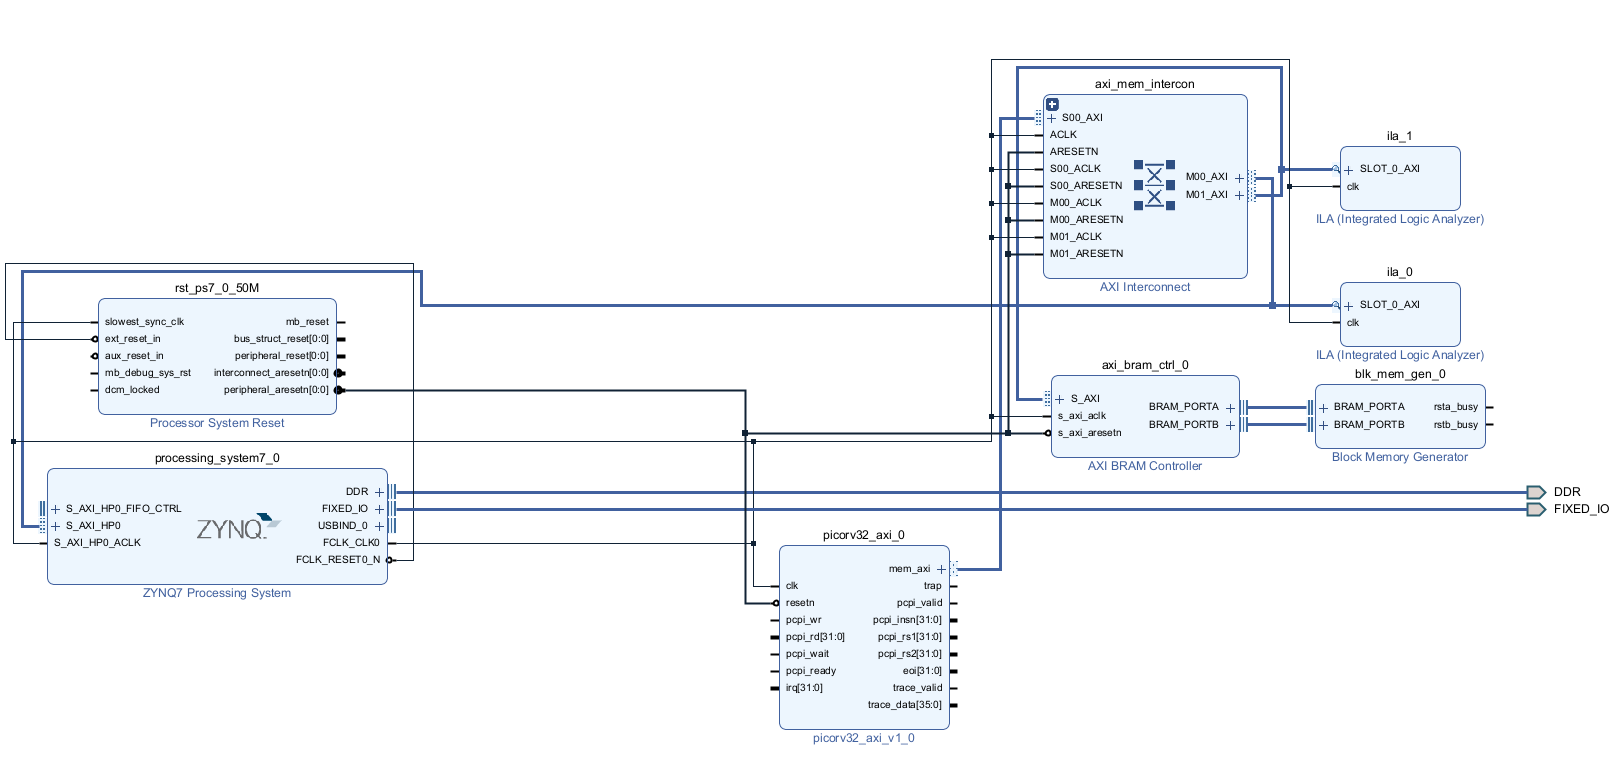 axi_mem_intercon
S00_AXI
ACLK
ARESETN
S00_ACLK
S00_ARESETN
M00_ACLK
M00_ARESETN
M01_ACLK
M01_ARESETN
M00_AXI
M01_AXI
AXI Interconnect
ila_1
SLOT_0_AXI
clk
ILA (Integrated Logic Analyzer)
ila_0
SLOT_0_AXI
clk
ILA (Integrated Logic Analyzer)
rst_ps7_0_50M
slowest_sync_clk
ext_reset_in
aux_reset_in
mb_debug_sys_rst
dcm_locked
mb_reset
bus_struct_reset[0:0]
peripheral_reset[0:0]
interconnect_aresetn[0:0]
peripheral_aresetn[0:0]
Processor System Reset
axi_bram_ctrl_0
S_AXI
s_axi_aclk
s_axi_aresetn
BRAM_PORTA
BRAM_PORTB
AXI BRAM Controller
blk_mem_gen_0
BRAM_PORTA
BRAM_PORTB
rsta_busy
rstb_busy
Block Memory Generator
processing_system7_0
S_AXI_HP0_FIFO_CTRL
S_AXI_HP0
S_AXI_HP0_ACLK
ZYNQ
DDR
FIXED_IO
USBIND_0
FCLK_CLK0
FCLK_RESET0_N
ZYNQ7 Processing System
DDR
FIXED_IO
picorv32_axi_0
clk
resetn
pcpi_wr
pcpi_rd[31:0]
pcpi_wait
pcpi_ready
irq[31:0]
mem_axi
trap
pcpi_valid
pcpi_insn[31:0]
pcpi_rs1[31:0]
pcpi_rs2[31:0]
eoi[31:0]
trace_valid
trace_data[35:0]
picorv32_axi_v1_0